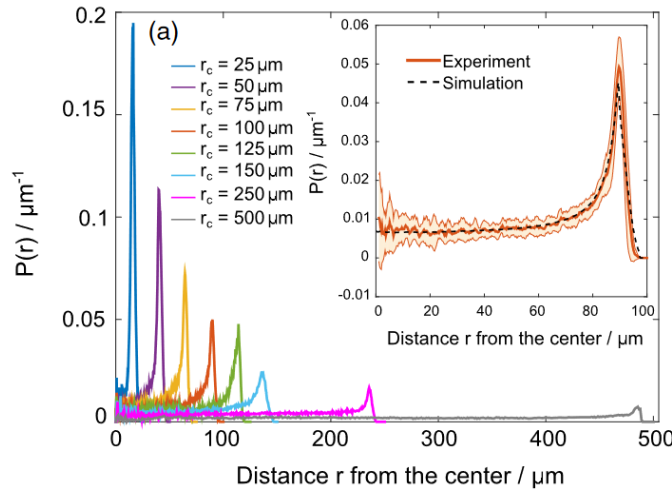 (a)
r_c = 25 µm
r_c = 50 µm
r_c = 75 µm
r_c = 100 µm
r_c = 125 µm
r_c = 150 µm
r_c = 250 µm
r_c = 500 µm
0.2
0.15
0.1
0.05
0
P(r) / µm⁻¹
0 100 200 300 400 500
Distance r from the center / µm
Experiment
Simulation
0.06
0.05
0.04
0.03
0.02
0.010
0
-0.01
P(r) / µm⁻¹
0 20 40 60 80 100
Distance r from the center / µm